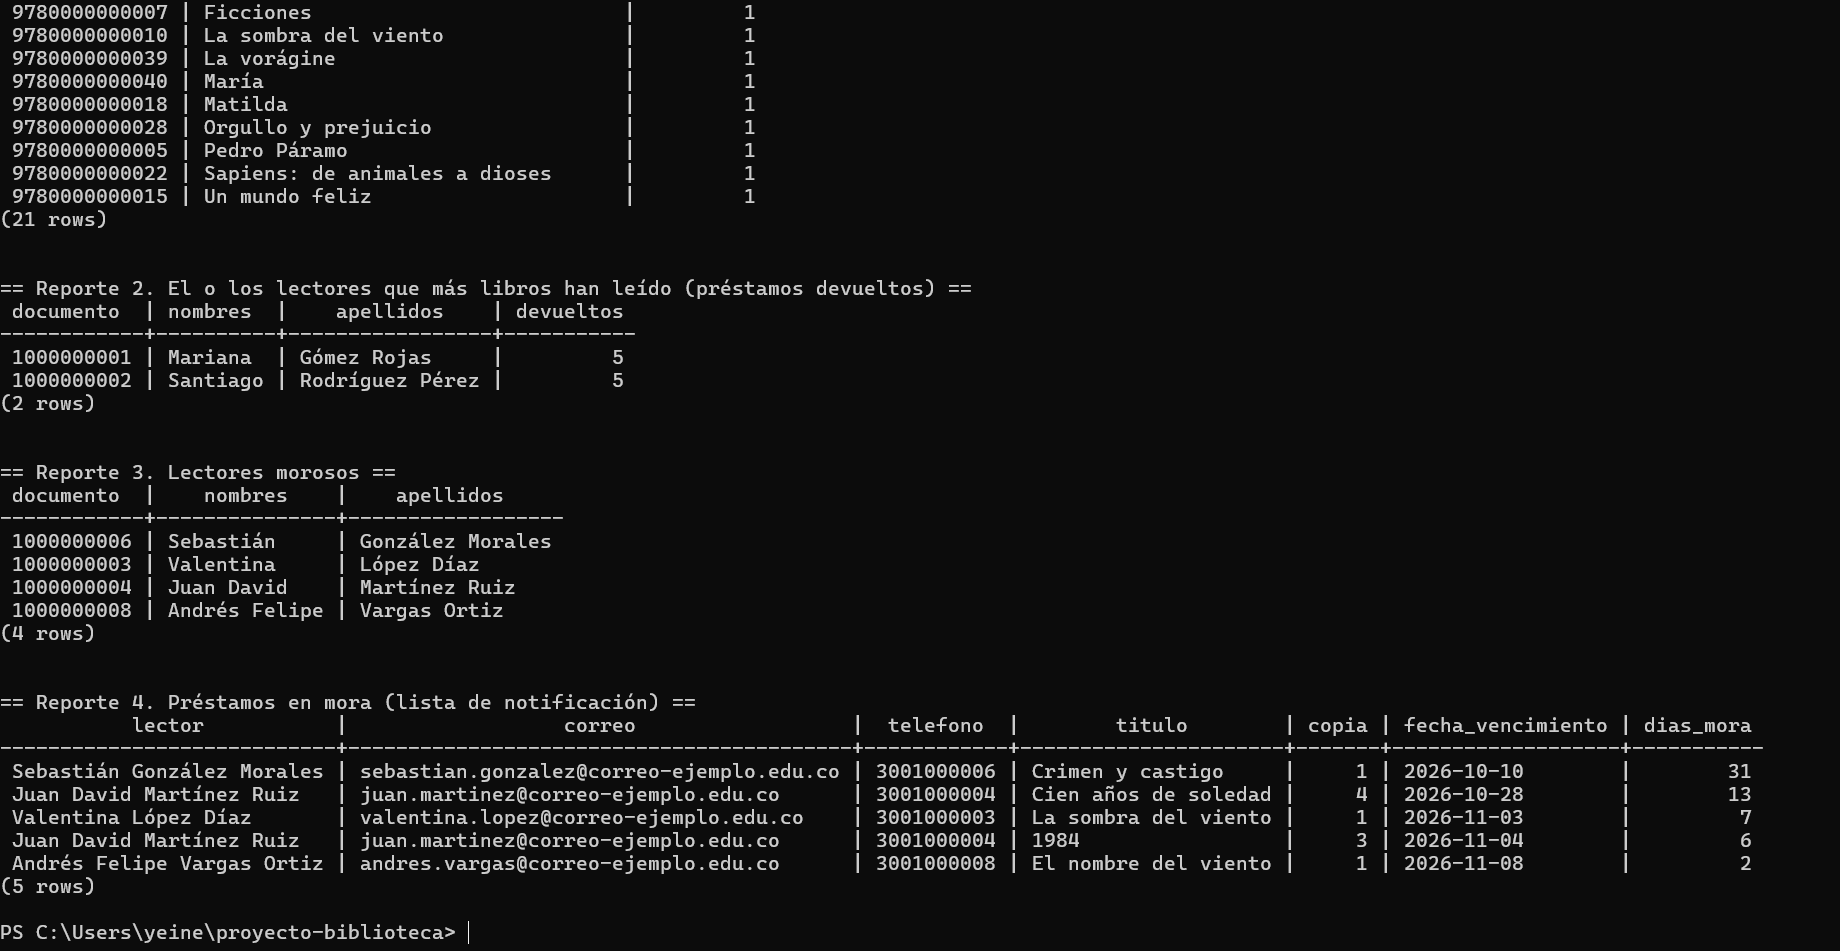 9780000000007 | Ficciones | 1
9780000000010 | La sombra del viento | 1
9780000000039 | La vorágine | 1
9780000000040 | María | 1
9780000000018 | Matilda | 1
9780000000028 | Orgullo y prejuicio | 1
9780000000005 | Pedro Páramo | 1
9780000000022 | Sapiens: de animales a dioses | 1
9780000000015 | Un mundo feliz | 1
(21 rows)
== Reporte 2. El o los lectores que más libros han leído (préstamos devueltos) ==
documento | nombres | apellidos | devueltos
------------+----------+-----------------+-----------
1000000001 | Mariana | Gómez Rojas | 5
1000000002 | Santiago | Rodríguez Pérez | 5
(2 rows)
== Reporte 3. Lectores morosos ==
documento | nombres | apellidos
------------+---------------+------------------
1000000006 | Sebastián | González Morales
1000000003 | Valentina | López Díaz
1000000004 | Juan David | Martínez Ruiz
1000000008 | Andrés Felipe | Vargas Ortiz
(4 rows)
== Reporte 4. Préstamos en mora (lista de notificación) ==
lector | correo | telefono | titulo | copia | fecha_vencimiento | dias_mora
----------------------------+------------------------------------------+------------+----------------------+-------+-------------------+-----------
Sebastián González Morales | sebastian.gonzalez@correo-ejemplo.edu.co | 3001000006 | Crimen y castigo | 1 | 2026-10-10 | 31
Juan David Martínez Ruiz | juan.martinez@correo-ejemplo.edu.co | 3001000004 | Cien años de soledad | 4 | 2026-10-28 | 13
Valentina López Díaz | valentina.lopez@correo-ejemplo.edu.co | 3001000003 | La sombra del viento | 1 | 2026-11-03 | 7
Juan David Martínez Ruiz | juan.martinez@correo-ejemplo.edu.co | 3001000004 | 1984 | 3 | 2026-11-04 | 6
Andrés Felipe Vargas Ortiz | andres.vargas@correo-ejemplo.edu.co | 3001000008 | El nombre del viento | 1 | 2026-11-08 | 2
(5 rows)
PS C:\Users\yeine\proyecto-biblioteca>